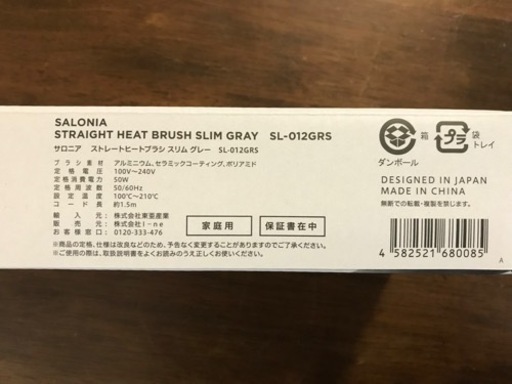 SALONIA
STRAIGHT HEAT BRUSH SLIM GRAY SL-012GRS
サロニア ストレートヒートブラシ スリム グレー SL-012GRS
ブラシ素材 アルミニウム、セラミックコーティング、ポリアミド
定格電圧 100V~240V
定格消費電力 50W
定格周波数 50/60Hz
設定温度 100℃~210℃
コード長 約1.5m
輸入元: 株式会社東亜産業
販売元: 株式会社I-ne
お客様窓口: 0120-333-476
家庭用
保証書在中
※商品の定格、仕様は改良などのため、予告なく変更することがありますのでご了承ください。
※お買い求めの際、取扱説明書をよくお読みのうえ正しくお使いください。
箱
ダンボール
プラ
袋
トレイ
DESIGNED IN JAPAN
MADE IN CHINA
無断での転載・複製を禁じます。
4 582521 680085
A